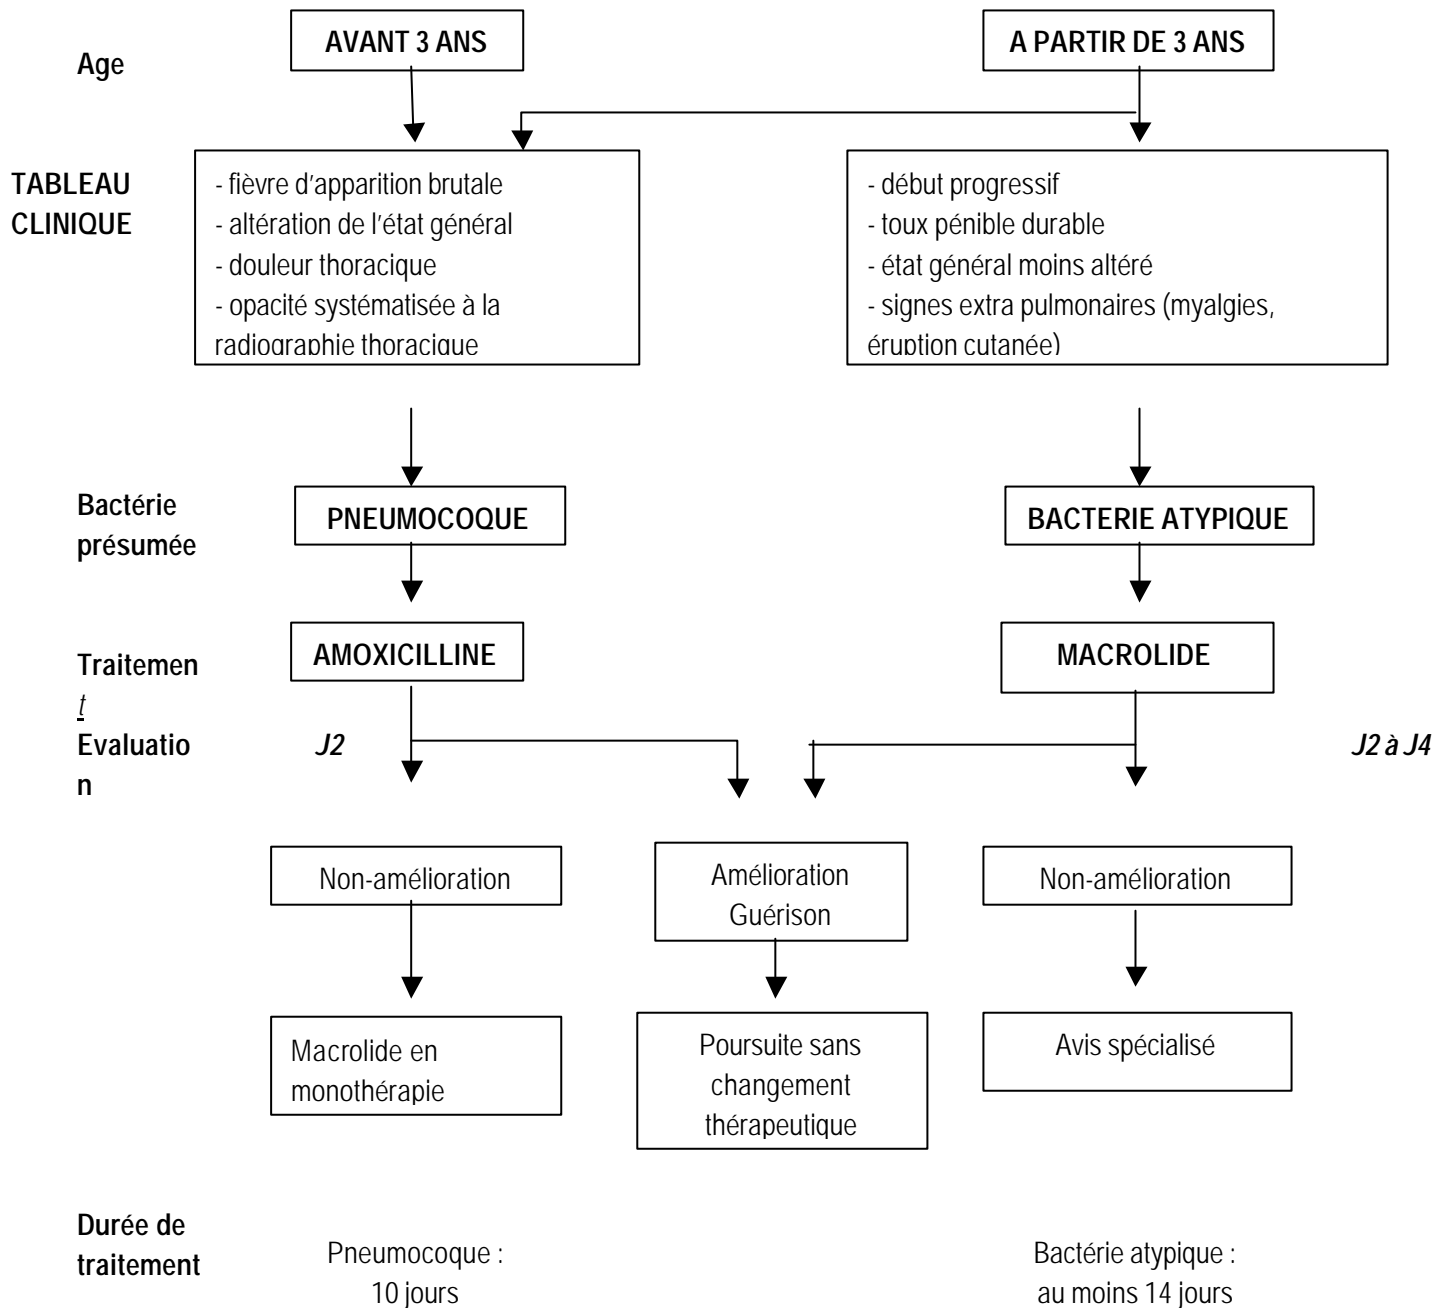 AVANT 3 ANS
A PARTIR DE 3 ANS
Age
TABLEAU
CLINIQUE
- fièvre d'apparition brutale
- altération de l'état général
- douleur thoracique
- opacité systématisée à la
radiographie thoracique
- début progressif
- toux pénible durable
- état général moins altéré
- signes extra pulmonaires (myalgies,
éruption cutanée)
Bactérie
présumée
PNEUMOCOQUE
BACTERIE ATYPIQUE
Traitemen
t
AMOXICILLINE
MACROLIDE
Evaluatio
n
J2
J2 à J4
Non-amélioration
Amélioration
Guérison
Non-amélioration
Macrolide en
monothérapie
Poursuite sans
changement
thérapeutique
Avis spécialisé
Durée de
traitement
Pneumocoque :
10 jours
Bactérie atypique :
au moins 14 jours